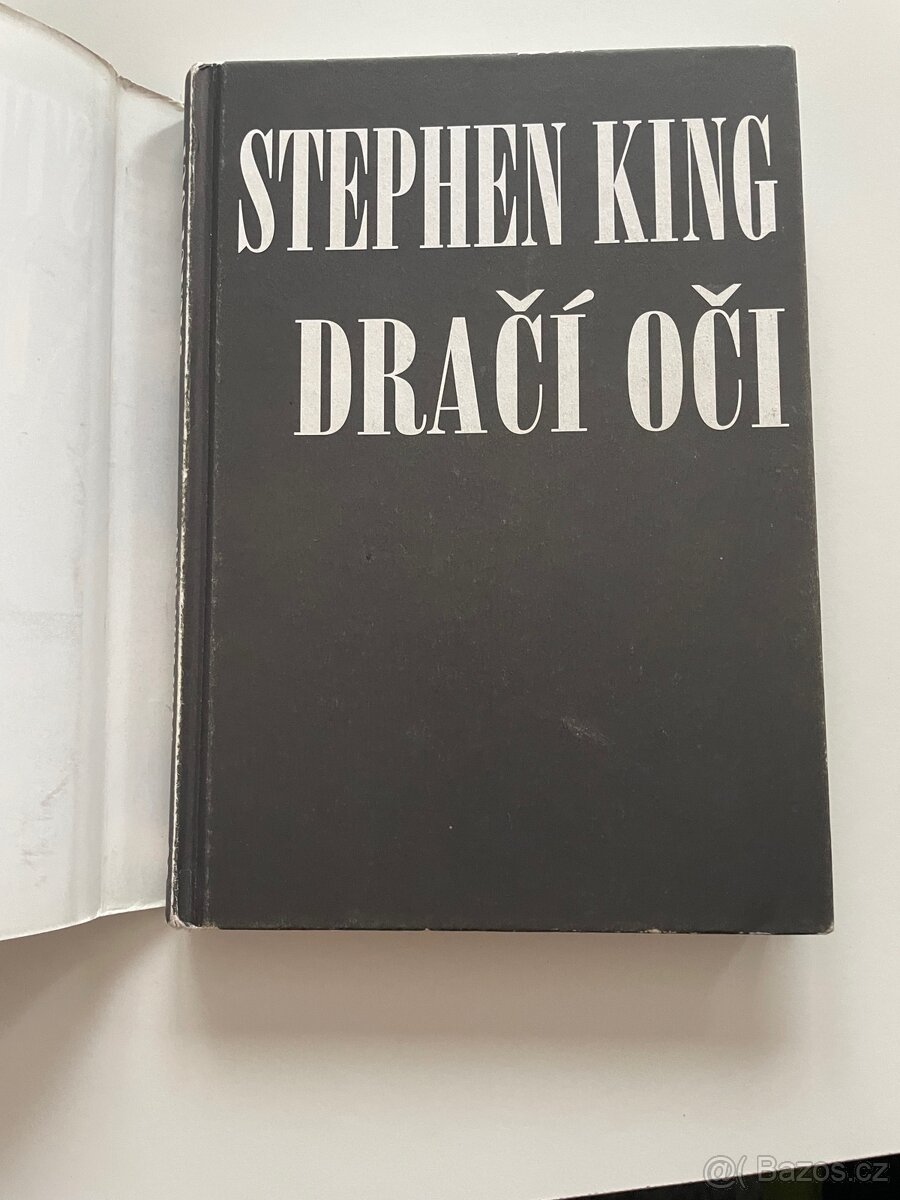 STEPHEN KING
DRAČÍ OČI
@( Bazos.cz